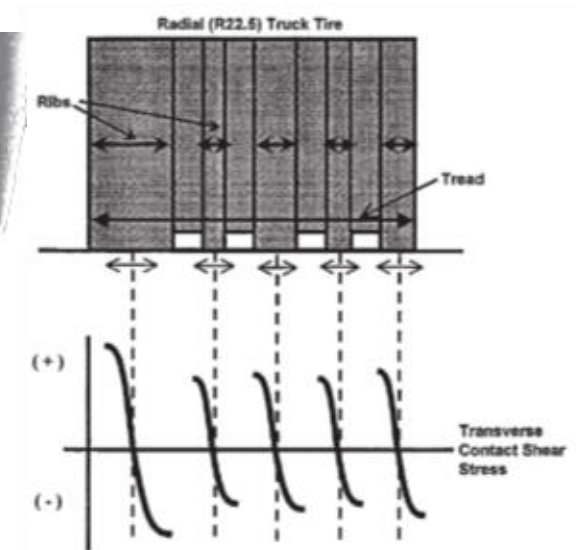 Radial (R22.5) Truck Tire
Ribs
Tread
(+)
Transverse
Contact Shear
Stress
(-)